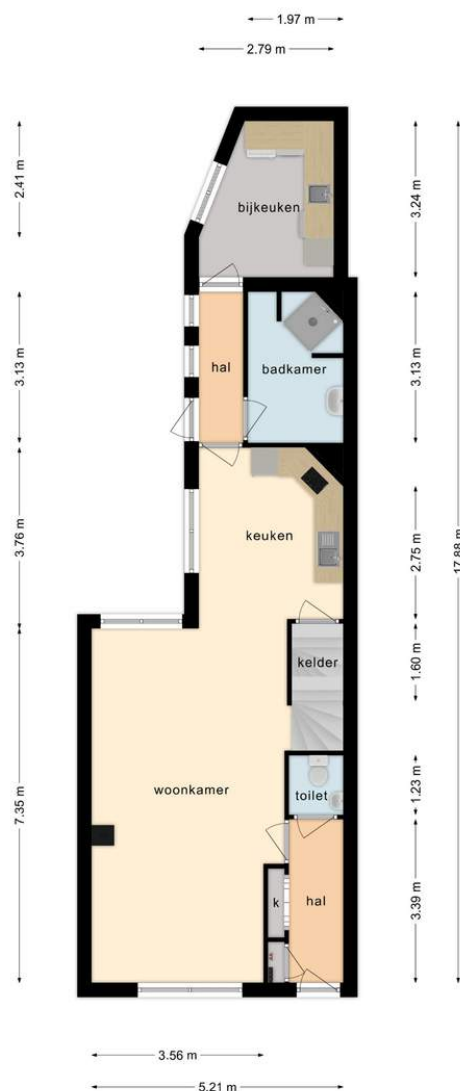 1.97 m
2.79 m
2.41 m
3.24 m
bijkeuken
17.88 m
3.13 m
hal
badkamer
3.13 m
3.76 m
keuken
2.75 m
kelder
1.60 m
7.35 m
woonkamer
toilet
1.23 m
k
hal
3.39 m
3.56 m
5.21 m